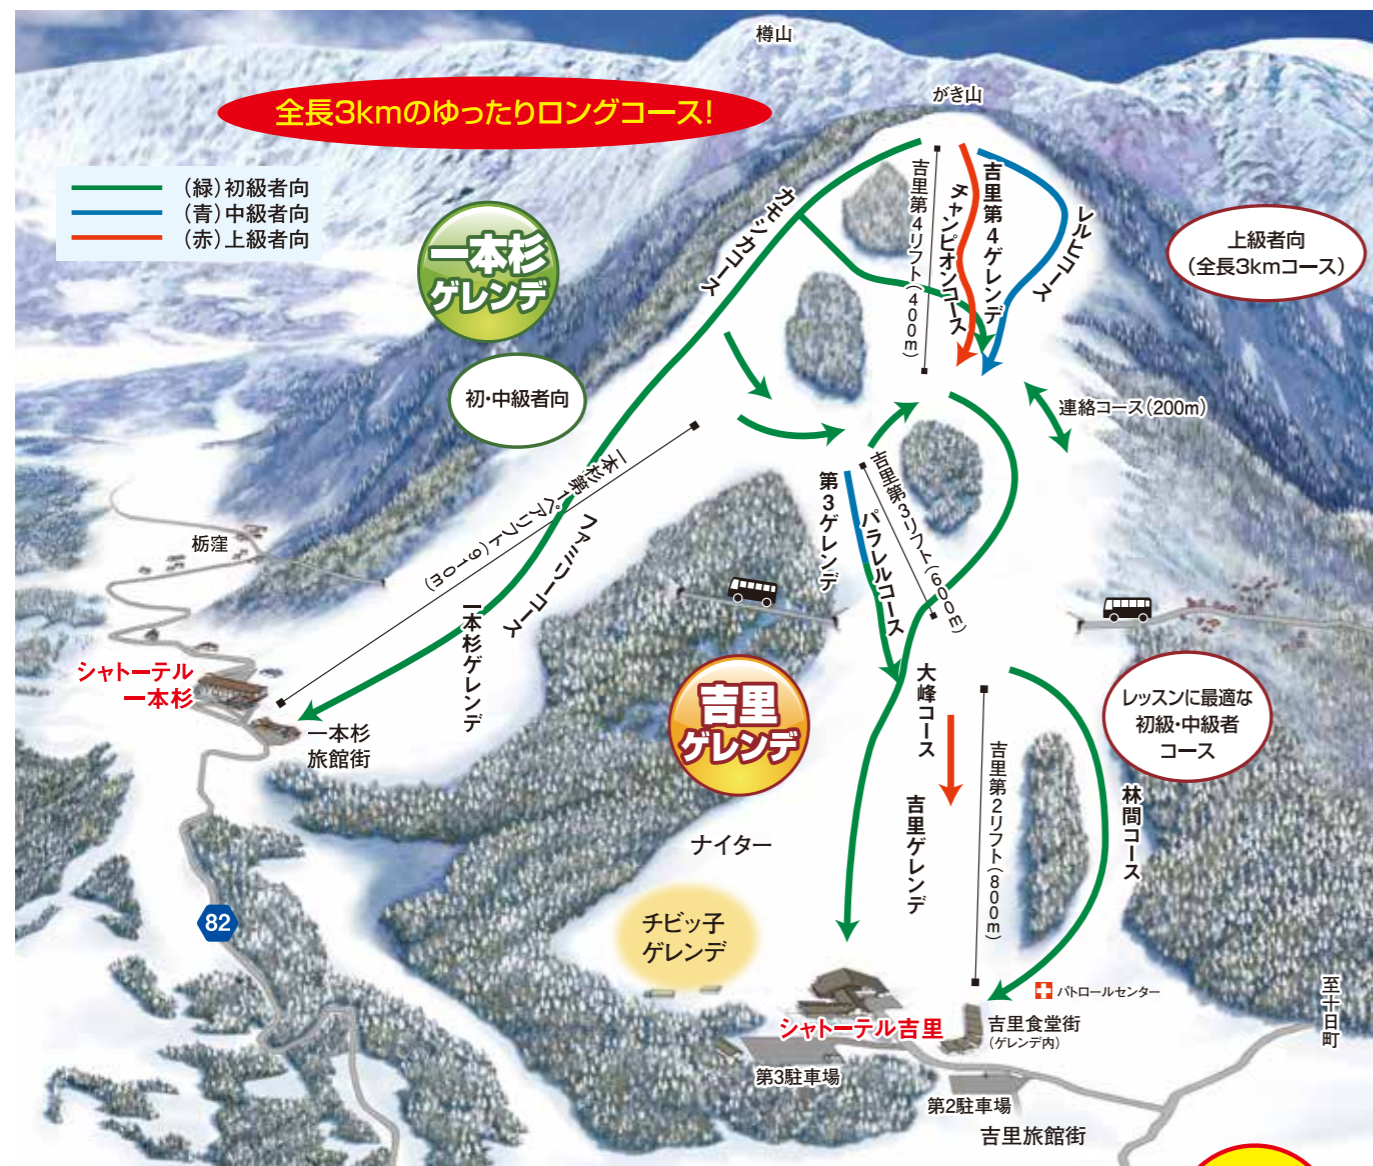 樽山
がき山
全長3kmのゆったりロングコース!
(緑)初級者向
(青)中級者向
(赤)上級者向
一本杉
ゲレンデ
初・中級者向
カモシカコース
吉里第4リフト(400m)
チャンピオンコース
吉里第4ゲレンデ
レルヒコース
上級者向
(全長3kmコース)
連絡コース(200m)
一本杉第1ペアリフト(910m)
ファミリーコース
一本杉ゲレンデ
第3ゲレンデ
パラレルコース
吉里第3リフト(600m)
栃窪
シャトーテル
一本杉
一本杉
旅館街
吉里
ゲレンデ
大峰コース
吉里ゲレンデ
吉里第2リフト(800m)
林間コース
レッスンに最適な
初級・中級者
コース
ナイター
チビッ子
ゲレンデ
82
パトロールセンター
シャトーテル吉里
吉里食堂街
(ゲレンデ内)
至十日町
第3駐車場
第2駐車場
吉里旅館街